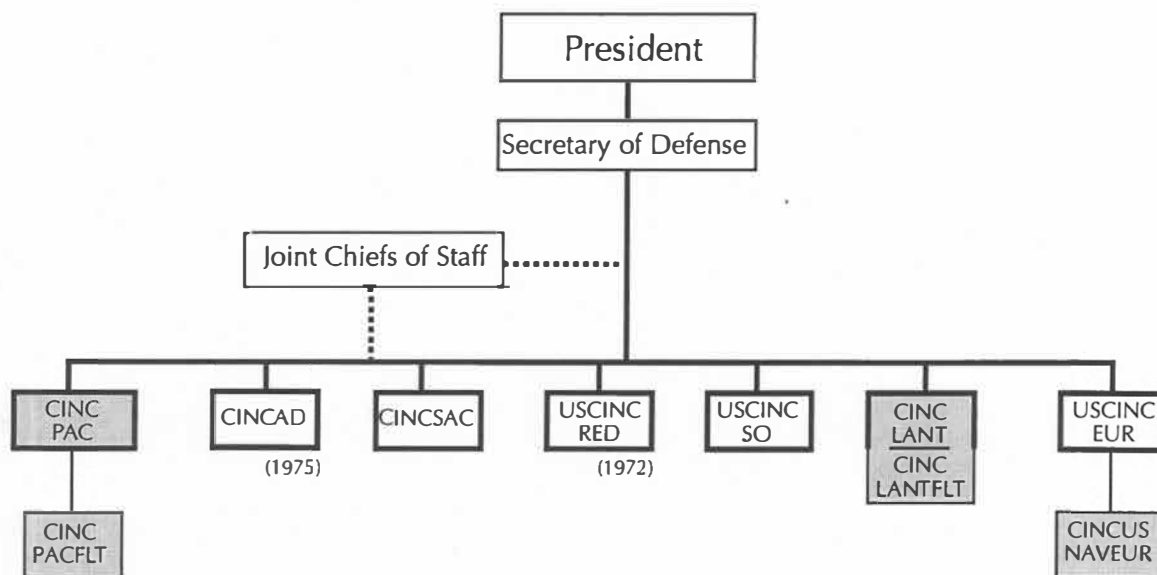 President
Secretary of Defense
Joint Chiefs of Staff
CINC
PAC
CINCAD
CINCSAC
USCINC
RED
USCINC
SO
CINC
LANT
CINC
LANTFLT
USCINC
EUR
(1975)
(1972)
CINC
PACFLT
CINCUS
NAVEUR